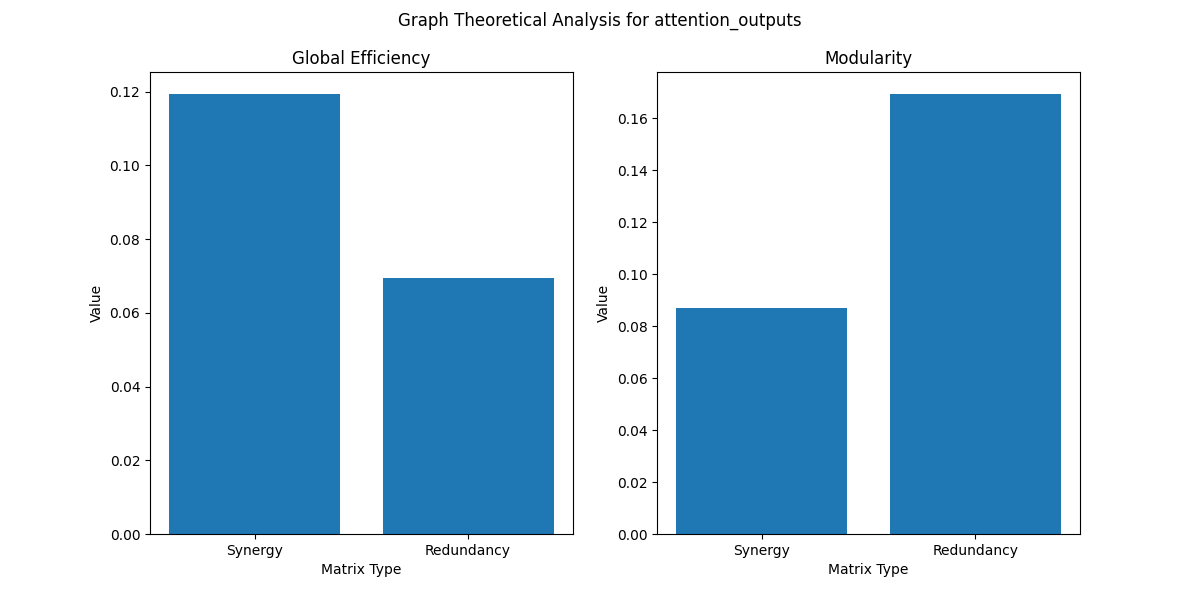 Graph Theoretical Analysis for attention_outputs
Global Efficiency
0.12
0.10
0.08
0.06
0.04
0.02
0.00
Value
Synergy
Redundancy
Matrix Type
Modularity
0.16
0.14
0.12
0.10
0.08
0.06
0.04
0.02
0.00
Value
Synergy
Redundancy
Matrix Type